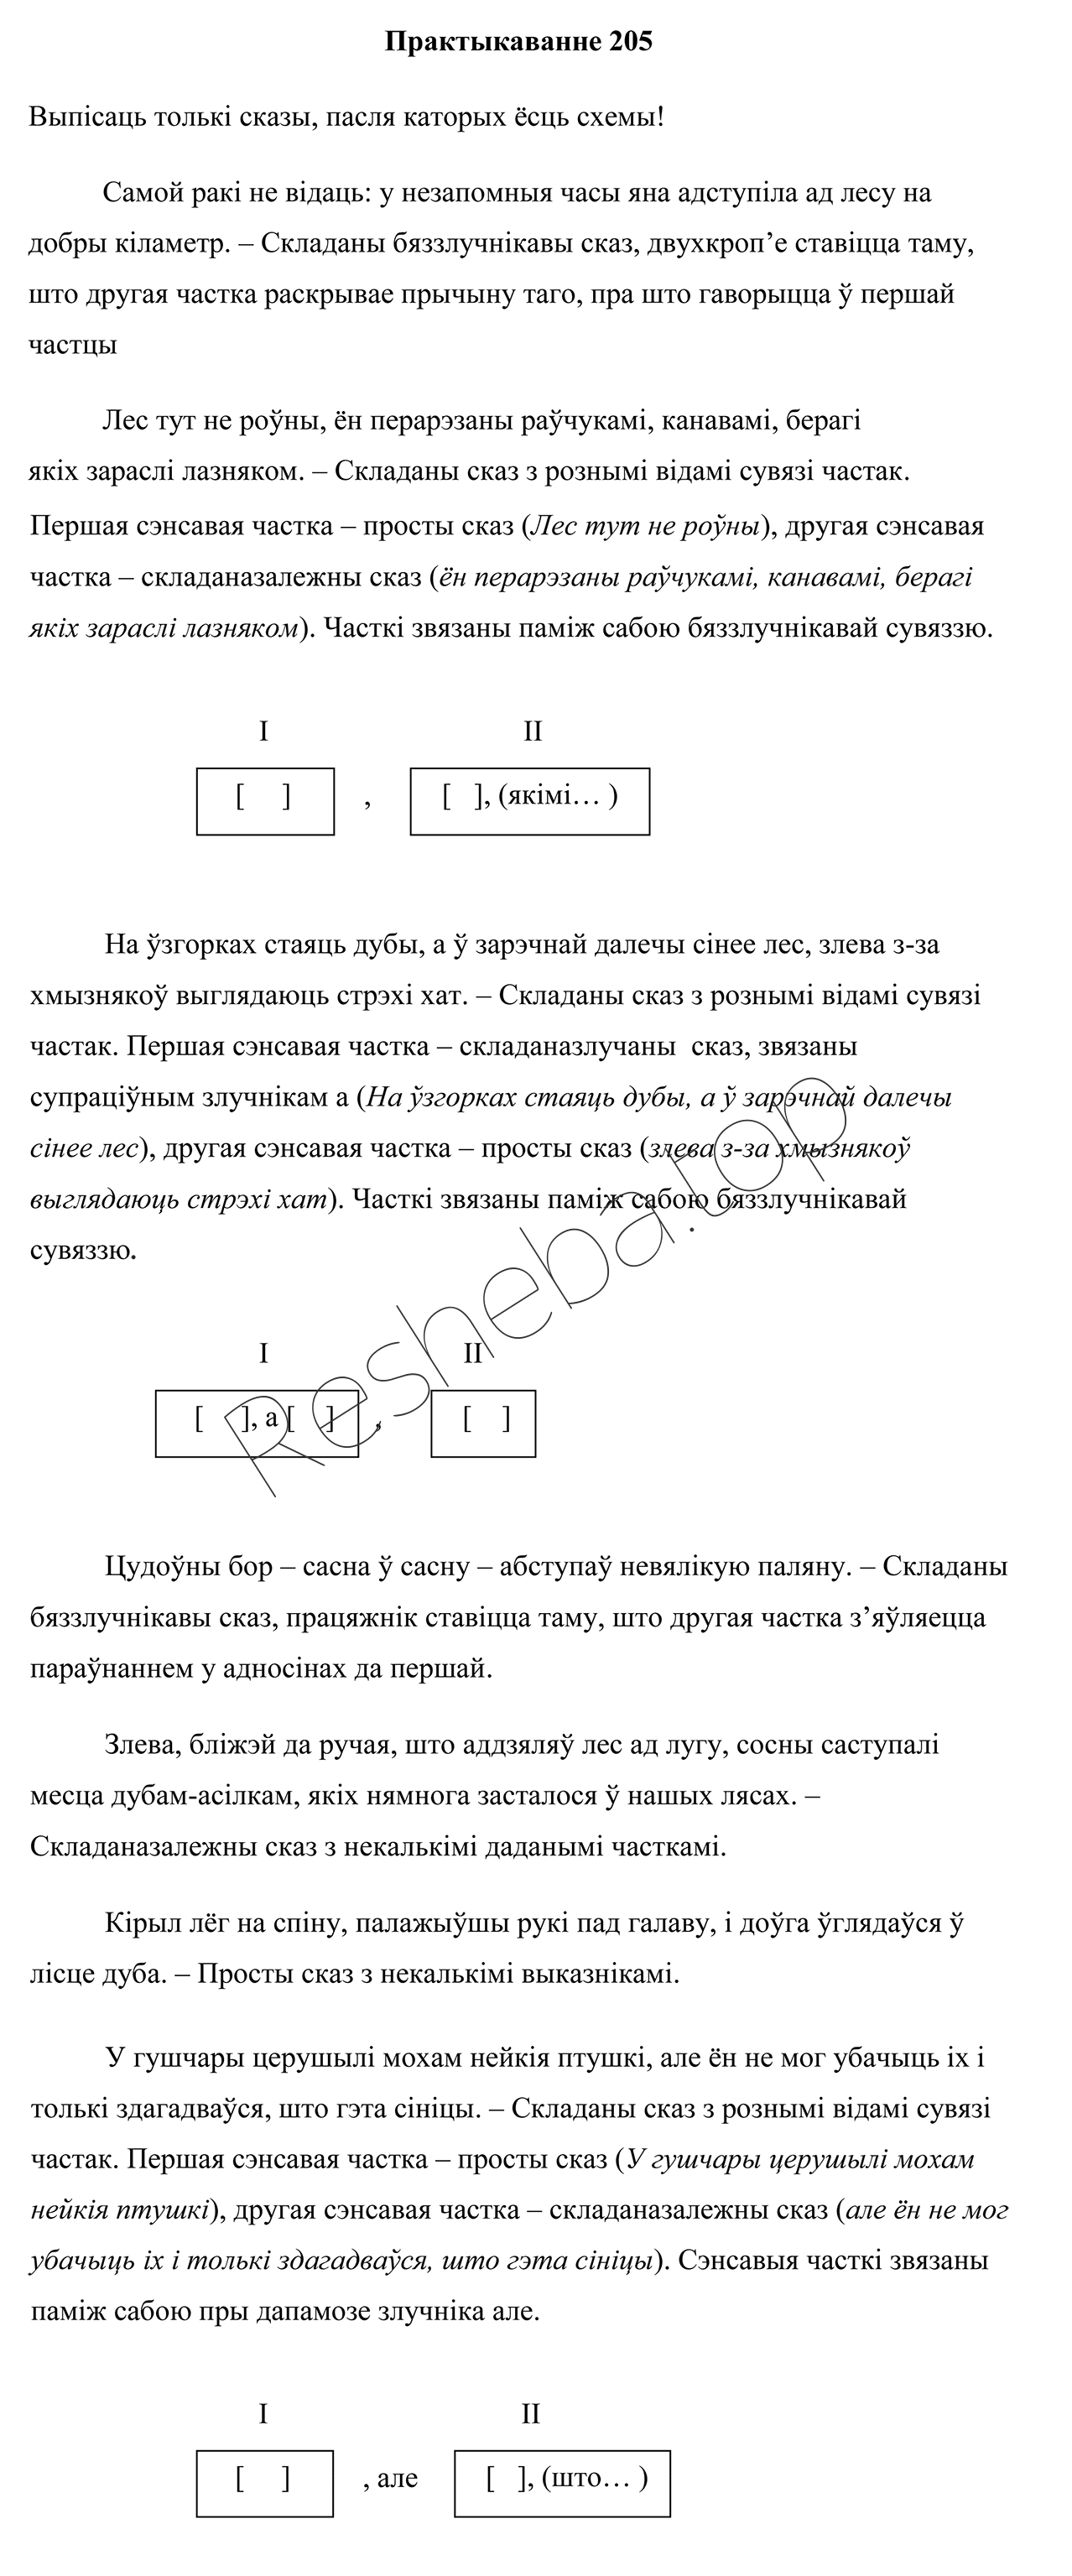 Практыкаванне 205
Выпісаць толькі сказы, пасля каторых ёсць схемы!
Самой ракі не відаць: у незапомныя часы яна адступіла ад лесу на
добры кіламетр. – Складаны бяззлучнікавы сказ, двухкроп’е ставіцца таму,
што другая частка раскрывае прычыну таго, пра што гаворыцца ў першай
частцы
Лес тут не роўны, ён перарэзаны раўчукамі, канавамі, берагі
якіх зараслі лазняком. – Складаны сказ з рознымі відамі сувязі частак.
Першая сэнсавая частка – просты сказ (Лес тут не роўны), другая сэнсавая
частка – складаназалежны сказ (ён перарэзаны раўчукамі, канавамі, берагі
якіх зараслі лазняком). Часткі звязаны паміж сабою бяззлучнікавай сувяззю.
I II
[ ] , [ ], (якімі… )
На ўзгорках стаяць дубы, а ў зарэчнай далечы сінее лес, злева з-за
хмызнякоў выглядаюць стрэхі хат. – Складаны сказ з рознымі відамі сувязі
частак. Першая сэнсавая частка – складаназлучаны сказ, звязаны
супраціўным злучнікам а (На ўзгорках стаяць дубы, а ў зарэчнай далечы
сінее лес), другая сэнсавая частка – просты сказ (злева з-за хмызнякоў
выглядаюць стрэхі хат). Часткі звязаны паміж сабою бяззлучнікавай
сувяззю.
I II
[ ], а [ ] , [ ]
Resheba.top
Цудоўны бор – сасна ў сасну – абступаў невялікую паляну. – Складаны
бяззлучнікавы сказ, працяжнік ставіцца таму, што другая частка з’яўляецца
параўнаннем у адносінах да першай.
Злева, бліжэй да ручая, што аддзяляў лес ад лугу, сосны саступалі
месца дубам-асілкам, якіх нямнога засталося ў нашых лясах. –
Складаназалежны сказ з некалькімі даданымі часткамі.
Кірыл лёг на спіну, палажыўшы рукі пад галаву, і доўга ўглядаўся ў
лісце дуба. – Просты сказ з некалькімі выказнікамі.
У гушчары церушылі мохам нейкія птушкі, але ён не мог убачыць іх і
толькі здагадваўся, што гэта сініцы. – Складаны сказ з рознымі відамі сувязі
частак. Першая сэнсавая частка – просты сказ (У гушчары церушылі мохам
нейкія птушкі), другая сэнсавая частка – складаназалежны сказ (але ён не мог
убачыць іх і толькі здагадваўся, што гэта сініцы). Сэнсавыя часткі звязаны
паміж сабою пры дапамозе злучніка але.
I II
[ ] , але [ ], (што… )